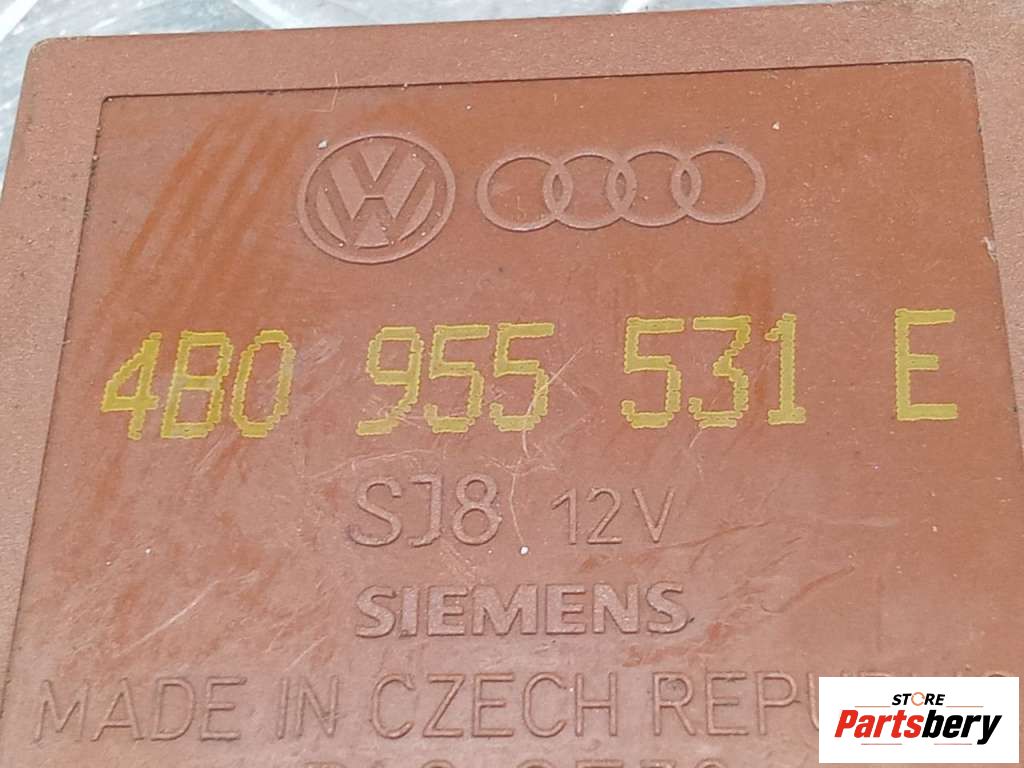 4B0 955 531 E
SJ8 12V
SIEMENS
MADE IN CZECH
STORE
Partsbery